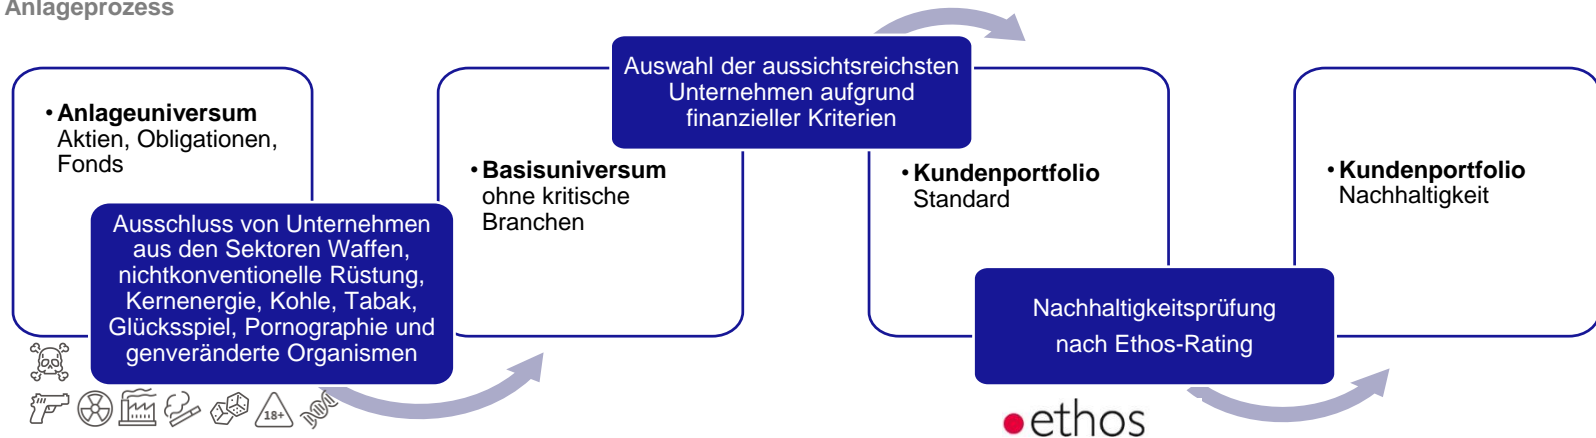 Anlageprozess
• Anlageuniversum
Aktien, Obligationen,
Fonds
Ausschluss von Unternehmen
aus den Sektoren Waffen,
nichtkonventionelle Rüstung,
Kernenergie, Kohle, Tabak,
Glücksspiel, Pornographie und
genveränderte Organismen
18+
• Basisuniversum
ohne kritische
Branchen
Auswahl der aussichtsreichsten
Unternehmen aufgrund
finanzieller Kriterien
• Kundenportfolio
Standard
Nachhaltigkeitsprüfung
nach Ethos-Rating
ethos
• Kundenportfolio
Nachhaltigkeit